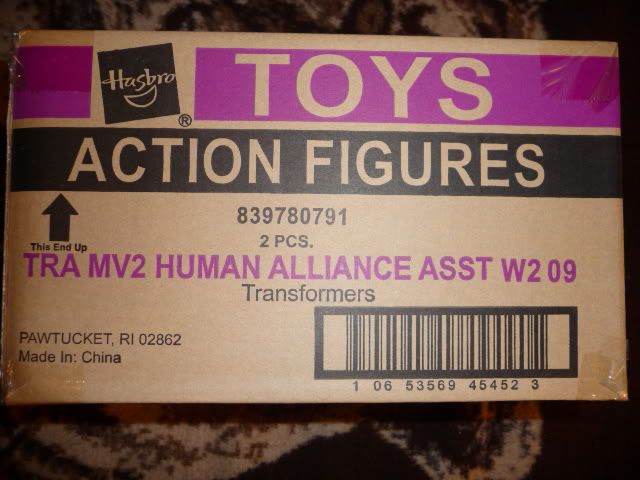 Hasbro
®
TOYS
ACTION FIGURES
839780791
This End Up
2 PCS.
TRA MV2 HUMAN ALLIANCE ASST W2 09
Transformers
PAWTUCKET, RI 02862
Made In: China
1 06 53569 45452 3